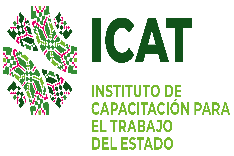 ICAT
INSTITUTO DE
CAPACITACIÓN PARA
EL TRABAJO
DEL ESTADO